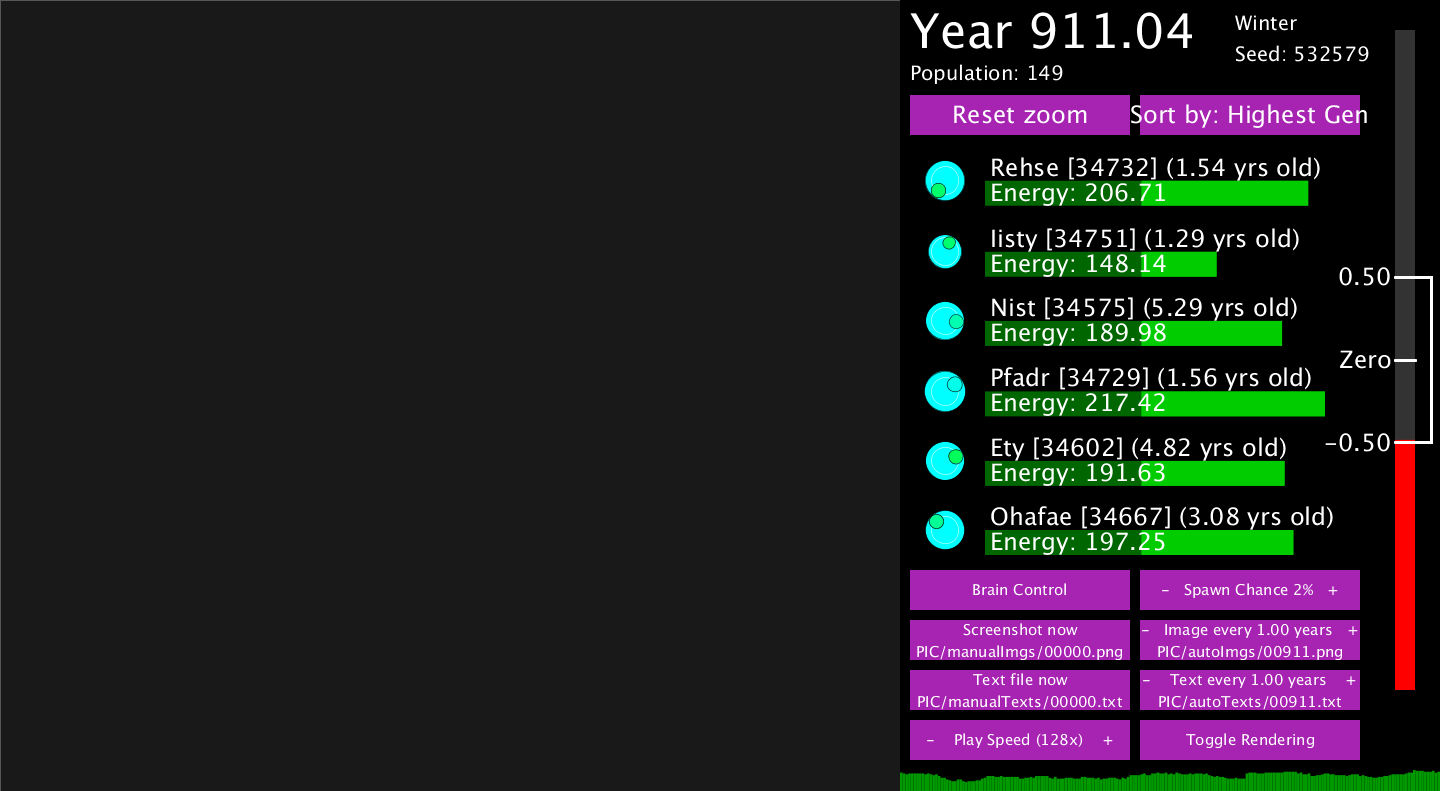 Year 911.04
Winter
Seed: 532579
Population: 149
Reset zoom
Sort by: Highest Gen
Rehse [34732] (1.54 yrs old)
Energy: 206.71
Iisty [34751] (1.29 yrs old)
Energy: 148.14
Nist [34575] (5.29 yrs old)
Energy: 189.98
Pfadr [34729] (1.56 yrs old)
Energy: 217.42
Ety [34602] (4.82 yrs old)
Energy: 191.63
Ohafae [34667] (3.08 yrs old)
Energy: 197.25
0.50
Zero
-0.50
Brain Control
- Spawn Chance 2% +
Screenshot now
PIC/manualImgs/00000.png
- Image every 1.00 years +
PIC/autoImgs/00911.png
Text file now
PIC/manualTexts/00000.txt
- Text every 1.00 years +
PIC/autoTexts/00911.txt
- Play Speed (128x) +
Toggle Rendering